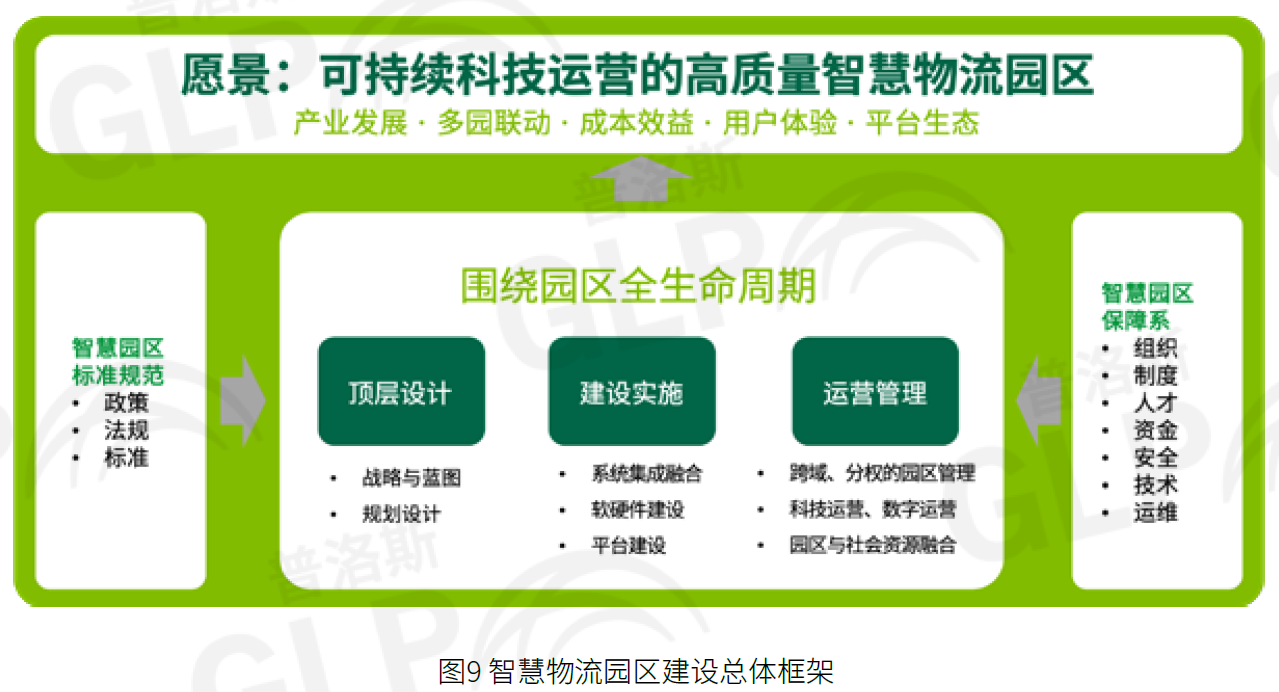 愿景：可持续科技运营的高质量智慧物流园区
产业发展 · 多园联动 · 成本效益 · 用户体验 · 平台生态
智慧园区
标准规范
• 政策
• 法规
• 标准
围绕园区全生命周期
顶层设计
• 战略与蓝图
• 规划设计
建设实施
• 系统集成融合
• 软硬件建设
• 平台建设
运营管理
• 跨域、分权的园区管理
• 科技运营、数字运营
• 园区与社会资源融合
智慧园区
保障系
• 组织
• 制度
• 人才
• 资金
• 安全
• 技术
• 运维
图9 智慧物流园区建设总体框架
GLP
普洛斯
GLP
普洛斯
GLP
普洛斯